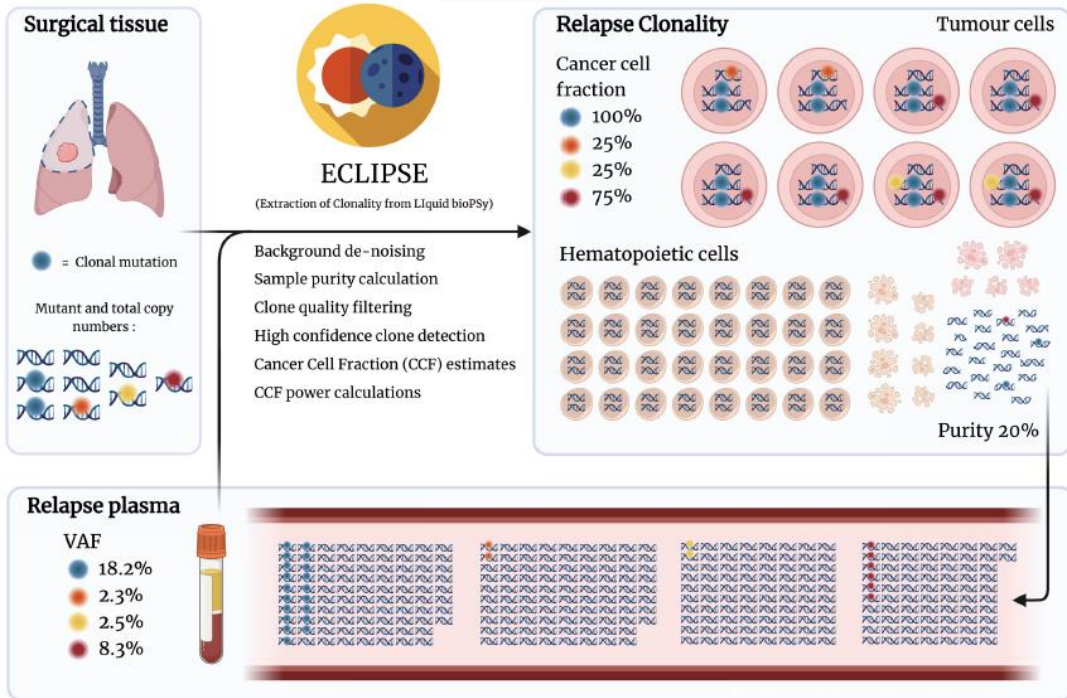 Surgical tissue
= Clonal mutation
Mutant and total copy
numbers :
ECLIPSE
(Extraction of Clonality from LIquid bioPSy)
Background de-noising
Sample purity calculation
Clone quality filtering
High confidence clone detection
Cancer Cell Fraction (CCF) estimates
CCF power calculations
Relapse Clonality
Tumour cells
Cancer cell
fraction
100%
25%
25%
75%
Hematopoietic cells
Purity 20%
Relapse plasma
VAF
18.2%
2.3%
2.5%
8.3%